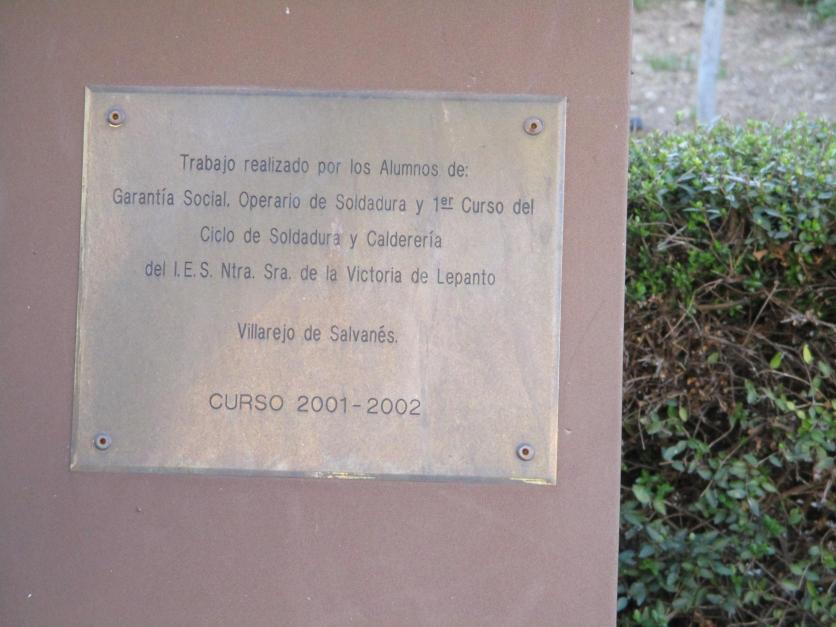 Trabajo realizado por los Alumnos de:
Garantía Social, Operario de Soldadura y 1er Curso del
Ciclo de Soldadura y Calderería
del I.E.S. Ntra. Sra. de la Victoria de Lepanto
Villarejo de Salvanés.
CURSO 2001-2002